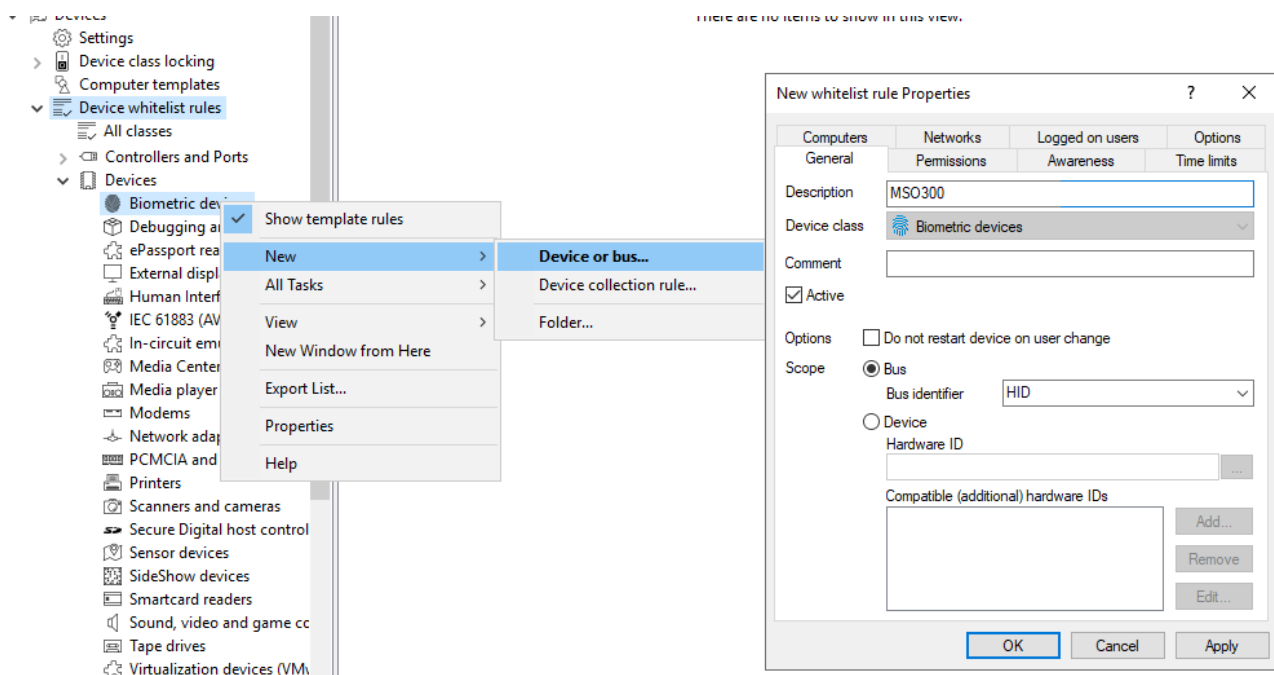 Devices
There are no items to show in this view.
Settings
Device class locking
Computer templates
Device whitelist rules
All classes
Controllers and Ports
Devices
Biometric dev
Debugging a
ePassport rea
External displ
Human Interf
IEC 61883 (AV
In-circuit emu
Media Center
Media player
Modems
Network adap
PCMCIA and
Printers
Scanners and cameras
Secure Digital host control
Sensor devices
SideShow devices
Smartcard readers
Sound, video and game co
Tape drives
Virtualization devices (VM
Show template rules
New
All Tasks
View
New Window from Here
Export List...
Properties
Help
Device or bus...
Device collection rule...
Folder...
New whitelist rule Properties
?
Computers Networks Logged on users Options
General Permissions Awareness Time limits
Description MSO300
Device class Biometric devices
Comment
Active
Options Do not restart device on user change
Scope Bus
Bus identifier HID
Device
Hardware ID
...
Compatible (additional) hardware IDs
Add...
Remove
Edit...
OK Cancel Apply